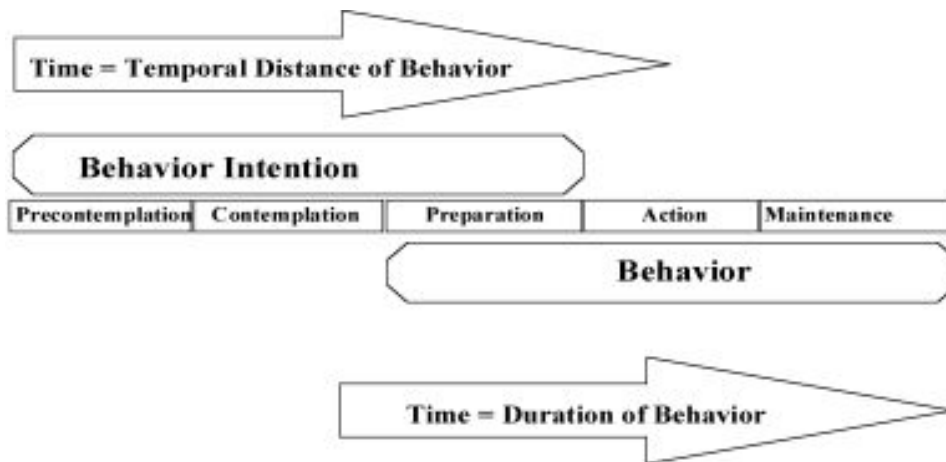 Time = Temporal Distance of Behavior
Behavior Intention
Precontemplation Contemplation Preparation Action Maintenance
Behavior
Time = Duration of Behavior